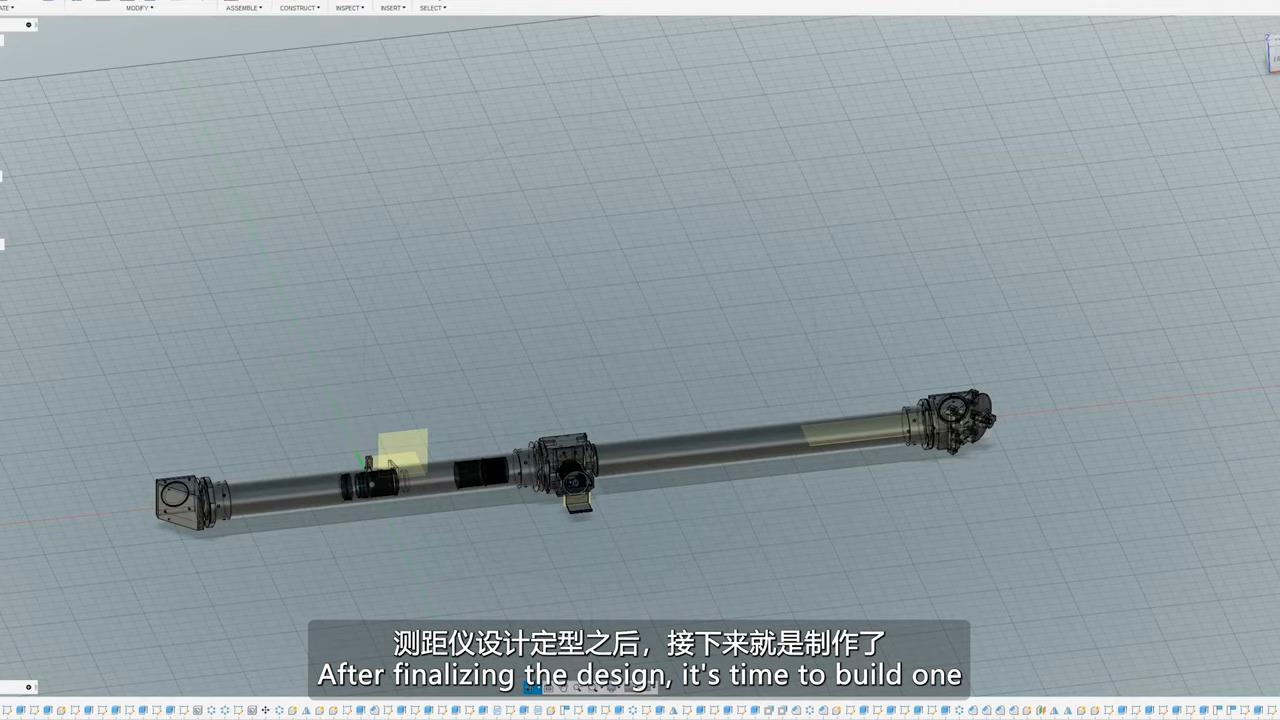 MODIFY ASSEMBLE CONSTRUCT INSPECT INSERT SELECT
测距仪设计定型之后，接下来就是制作了
After finalizing the design, it's time to build one